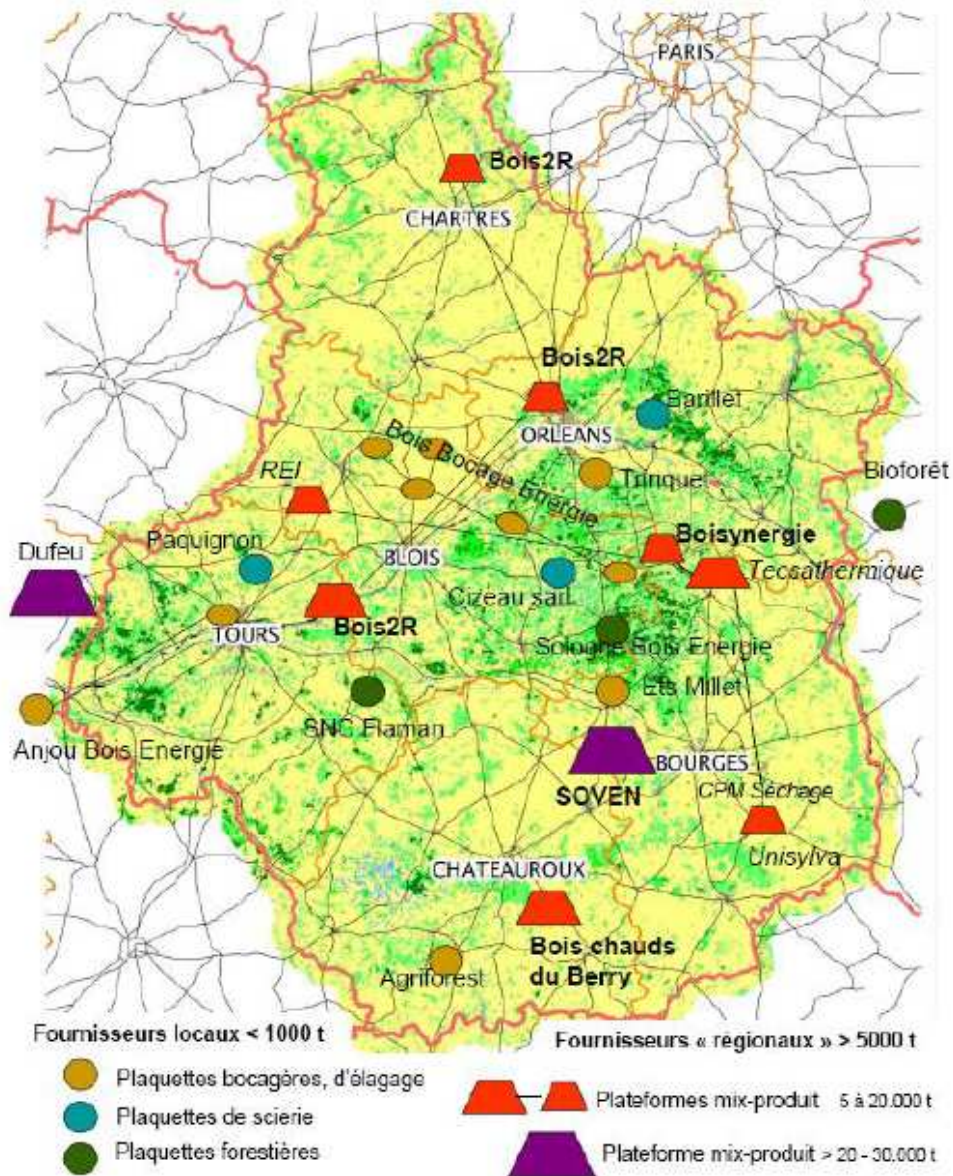 PARIS
Bois2R
CHARTRES
Bois2R
Barillet
ORLEANS
Bois Bocage Energie
REI
Trinquet
Bioforêt
Paquignon
Boisynergie
Dufeu
BLOIS
Tecsathermique
Cizeau sarl
Bois2R
TOURS
Sologne Bois Energie
Ets Millet
SNC Flaman
Anjou Bois Energie
BOURGES
SOVEN
CPM Séchage
Unisylva
CHATEAUROUX
Bois chauds
du Berry
Agriforest
Fournisseurs locaux < 1000 t
Plaquettes bocagères, d'élagage
Plaquettes de scierie
Plaquettes forestières
Fournisseurs « régionaux » > 5000 t
Plateformes mix-produit 5 à 20.000 t
Plateforme mix-produit > 20 - 30.000 t